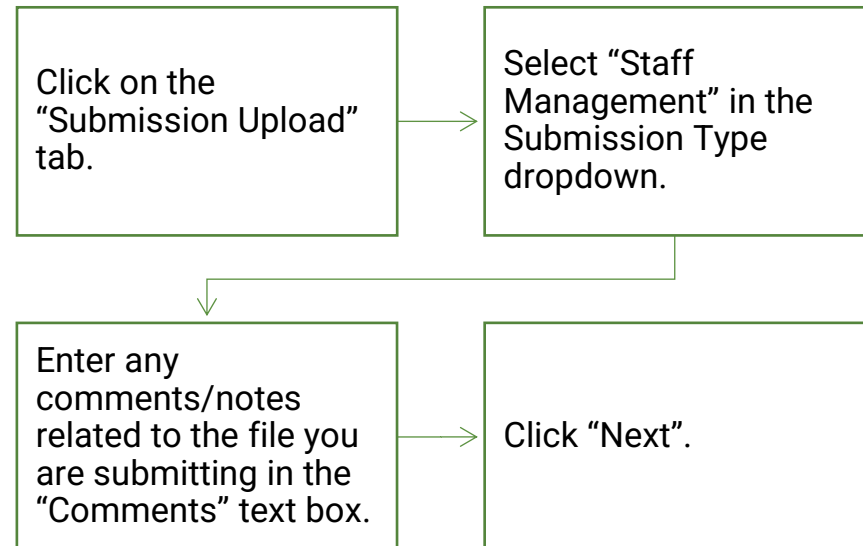 Click on the
“Submission Upload”
tab.
Select “Staff
Management” in the
Submission Type
dropdown.
Enter any
comments/notes
related to the file you
are submitting in the
“Comments” text box.
Click “Next”.